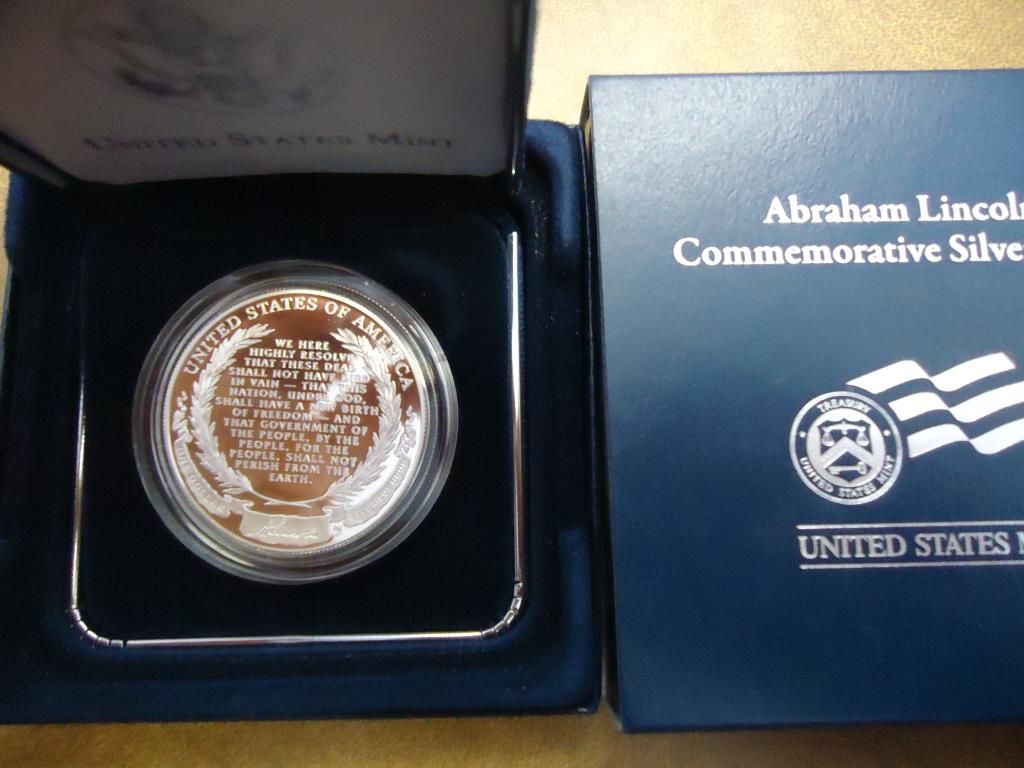 UNITED STATES MINT
UNITED STATES OF AMERICA
WE HERE
HIGHLY RESOLVE
THAT THESE DEAD
SHALL NOT HAVE DIED
IN VAIN — THAT THIS
NATION, UNDER GOD,
SHALL HAVE A NEW BIRTH
OF FREEDOM — AND
THAT GOVERNMENT OF
THE PEOPLE, BY THE
PEOPLE, FOR THE
PEOPLE, SHALL NOT
PERISH FROM THE
EARTH.
ONE DOLLAR
E PLURIBUS UNUM
A. Lincoln
Abraham Lincoln
Commemorative Silver
TREASURY
UNITED STATES MINT
UNITED STATES M